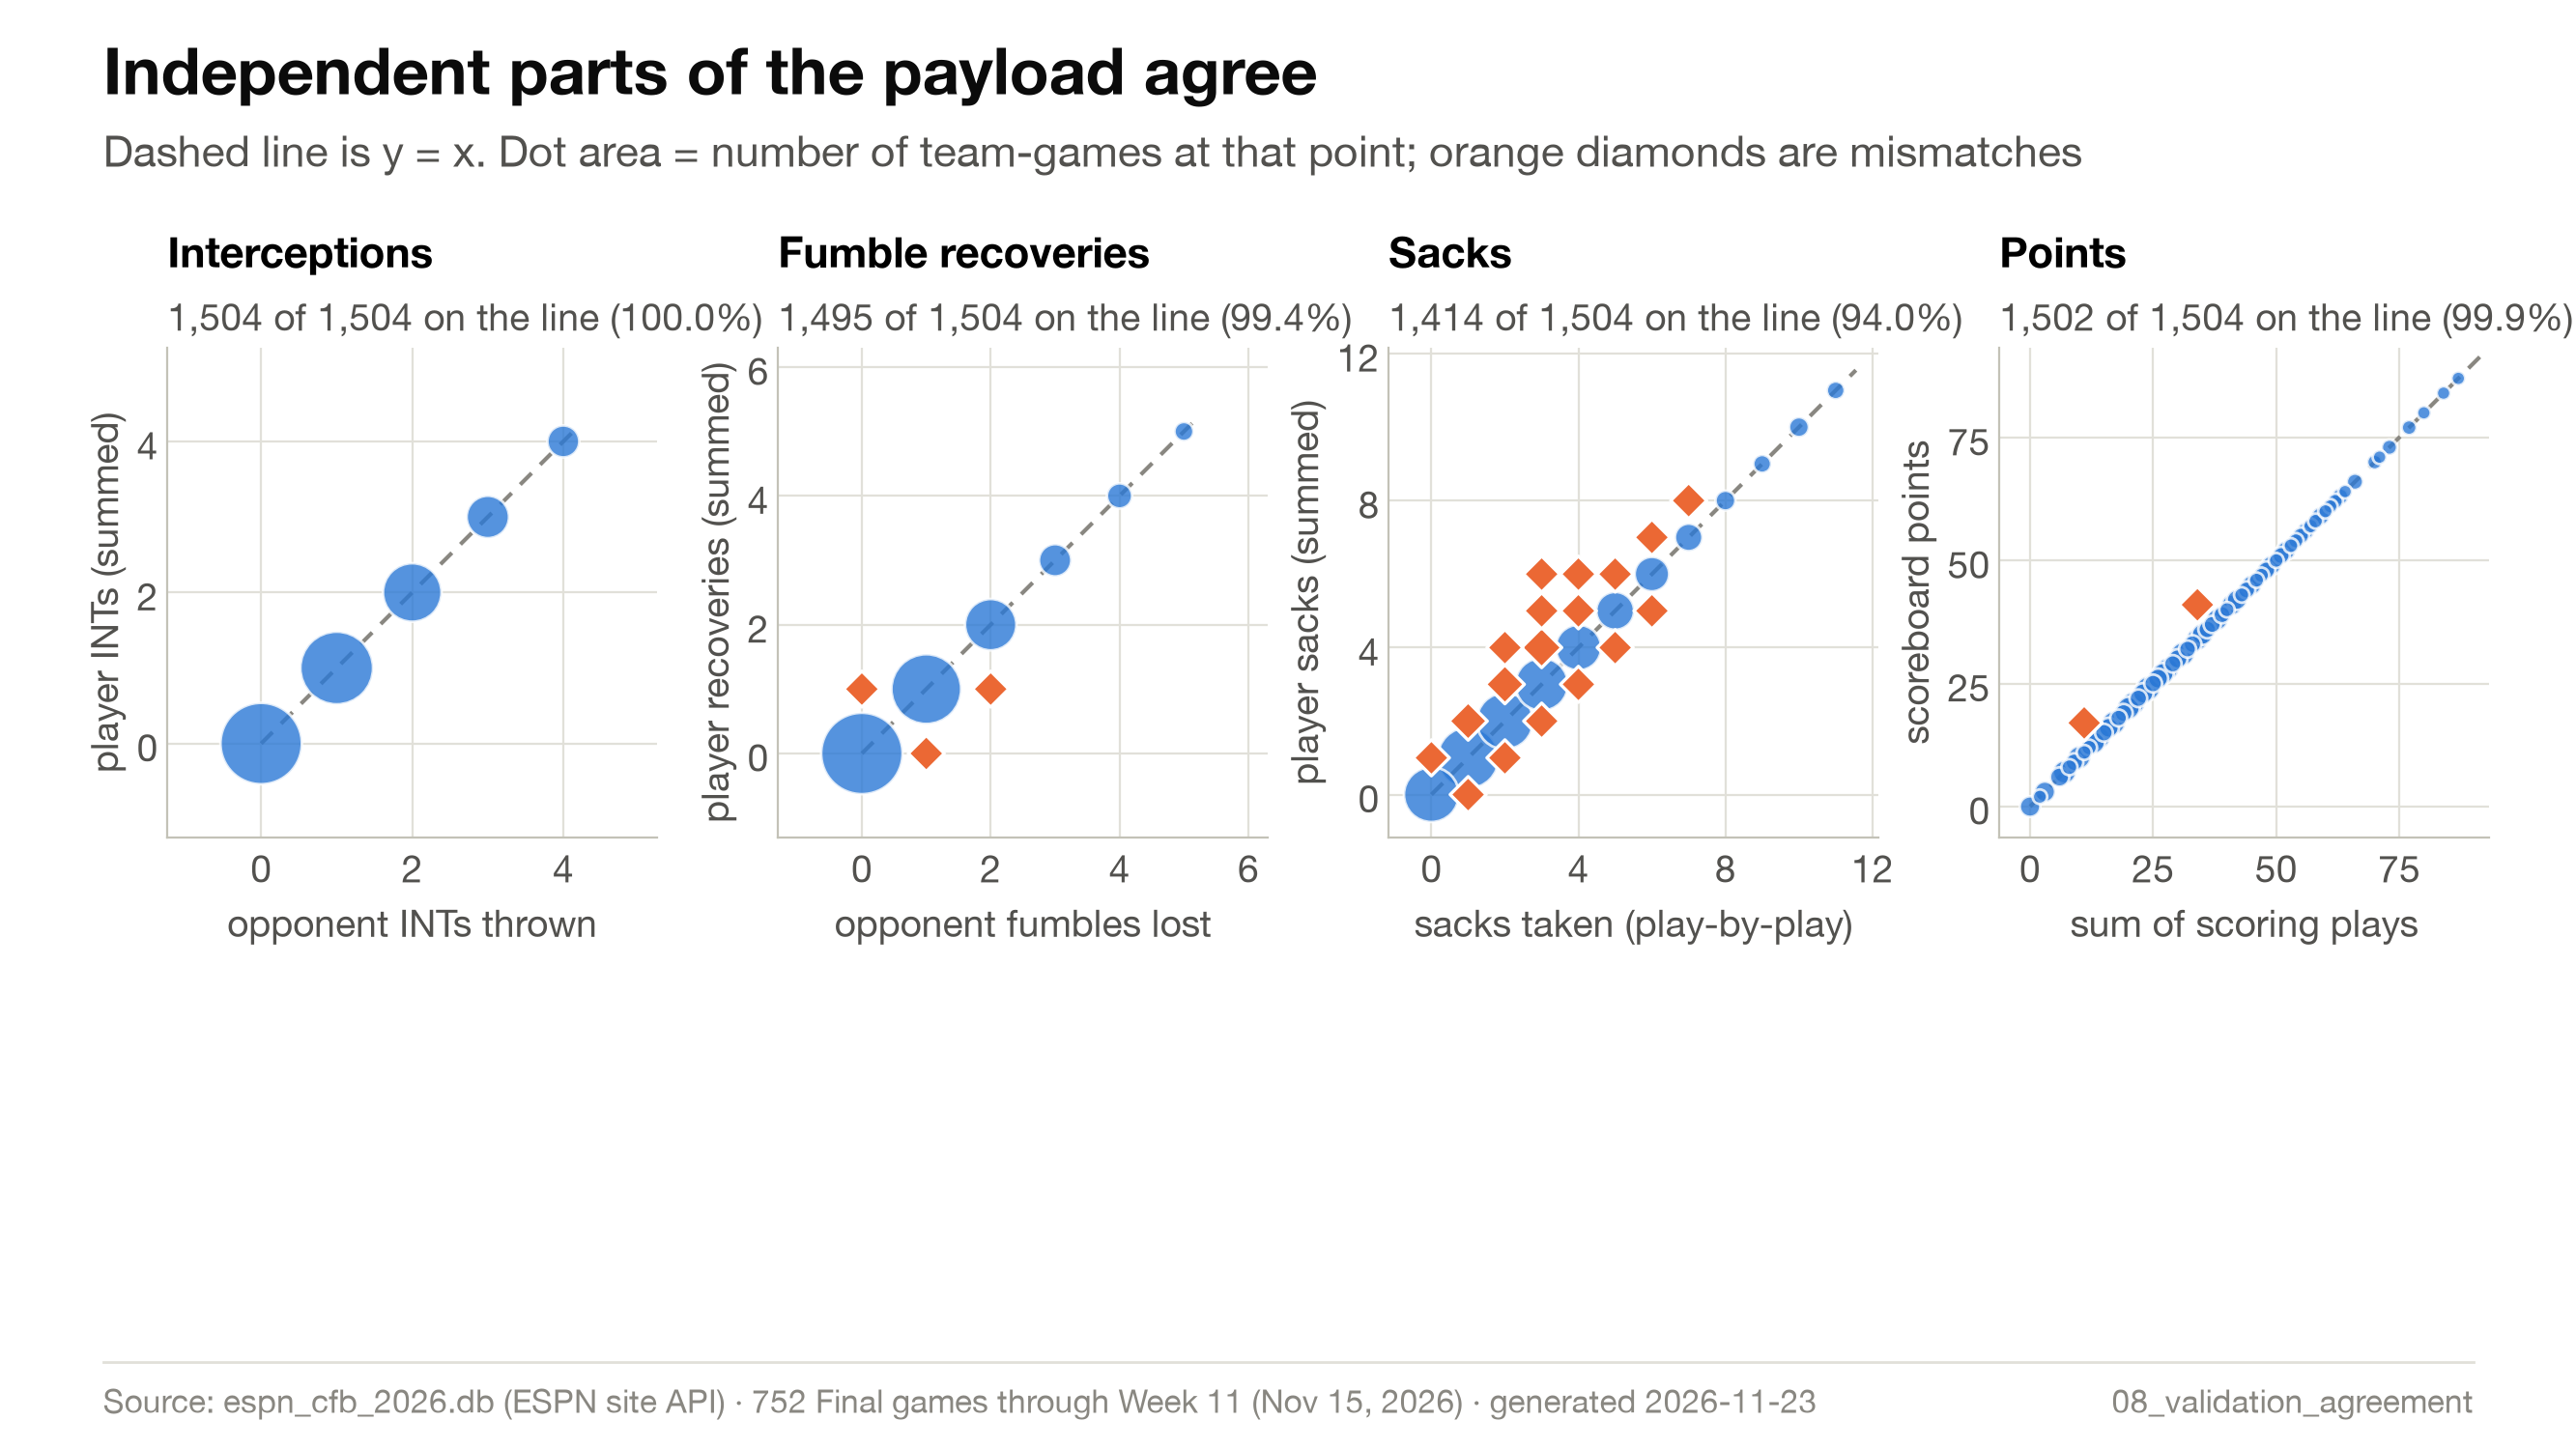 Independent parts of the payload agree
Dashed line is y = x. Dot area = number of team-games at that point; orange diamonds are mismatches
Interceptions
1,504 of 1,504 on the line (100.0%)
player INTs (summed)
4
2
0
0 2 4
opponent INTs thrown
Fumble recoveries
1,495 of 1,504 on the line (99.4%)
player recoveries (summed)
6
4
2
0
0 2 4 6
opponent fumbles lost
Sacks
1,414 of 1,504 on the line (94.0%)
player sacks (summed)
12
8
4
0
0 4 8 12
sacks taken (play-by-play)
Points
1,502 of 1,504 on the line (99.9%)
scoreboard points
75
50
25
0
0 25 50 75
sum of scoring plays
Source: espn_cfb_2026.db (ESPN site API) · 752 Final games through Week 11 (Nov 15, 2026) · generated 2026-11-23
08_validation_agreement